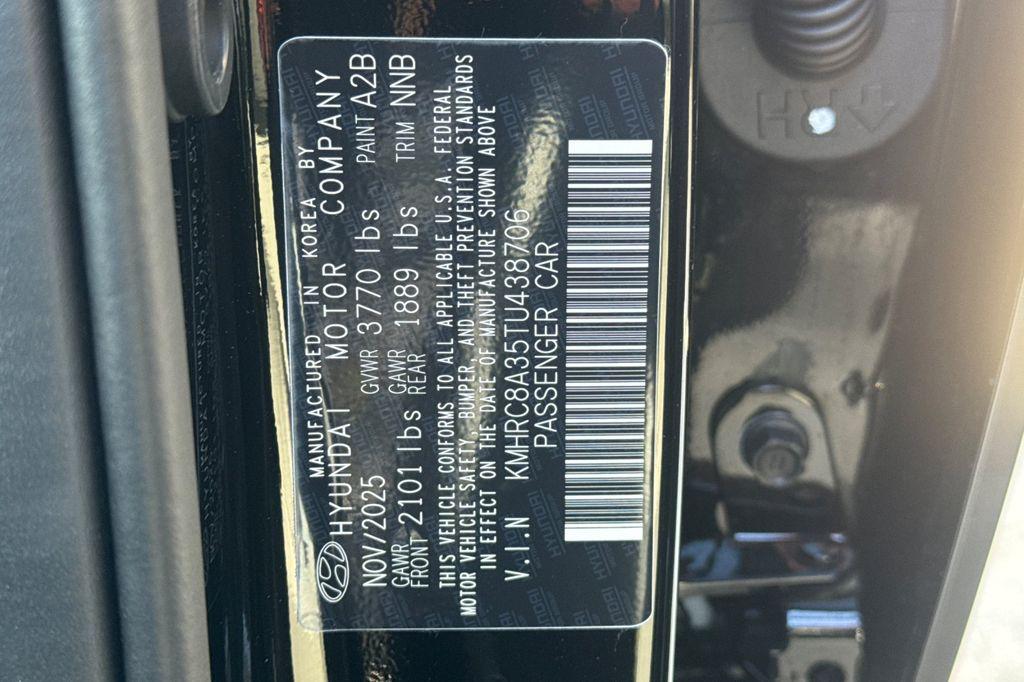 MANUFACTURED IN KOREA BY
HYUNDAI MOTOR COMPANY
NOV/2025 GVWR 3770 lbs PAINT A2B
GAWR FRONT 2101 lbs GAWR REAR 1889 lbs TRIM NNB
THIS VEHICLE CONFORMS TO ALL APPLICABLE U.S.A. FEDERAL
MOTOR VEHICLE SAFETY, BUMPER, AND THEFT PREVENTION STANDARDS
IN EFFECT ON THE DATE OF MANUFACTURE SHOWN ABOVE
V.I.N KMHRC8A35TU438706
PASSENGER CAR
RH